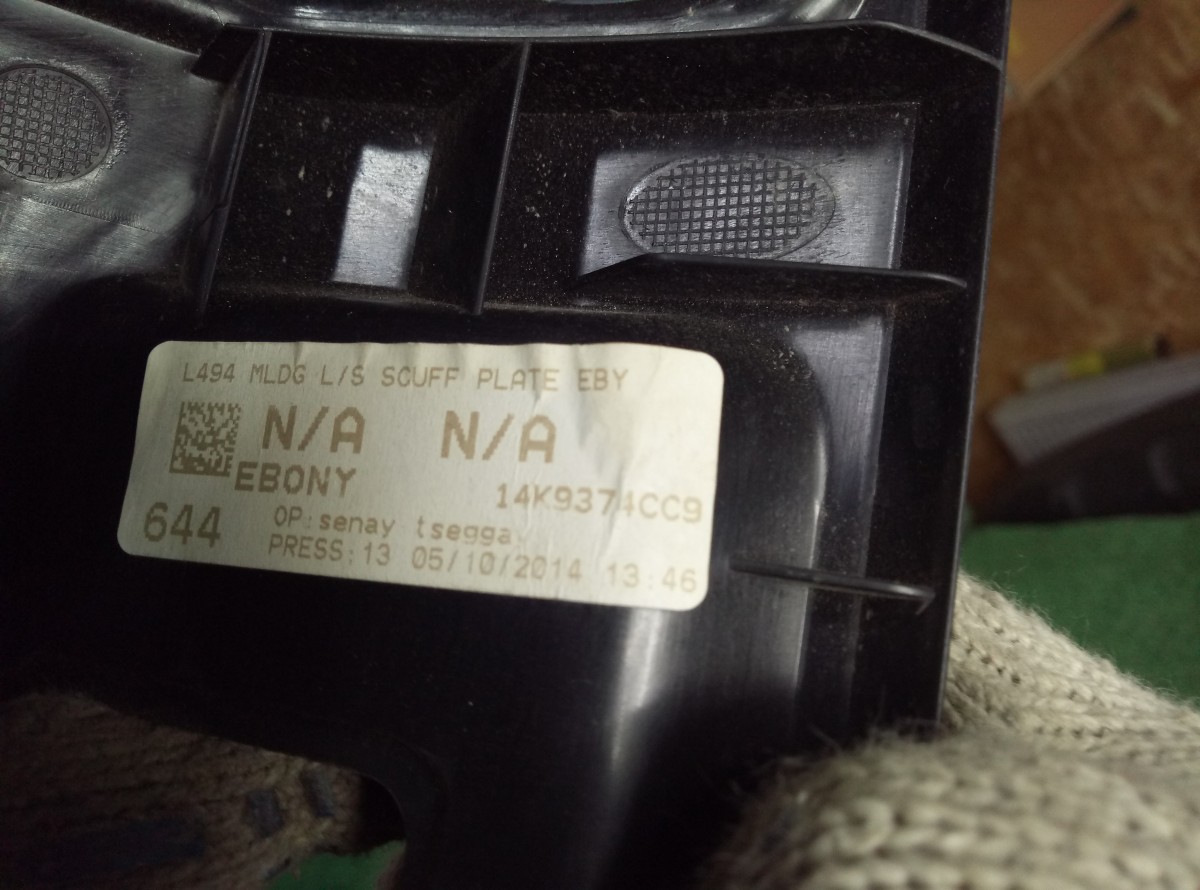 L494 MLDG L/S SCUFF PLATE EBY
N/A N/A
EBONY 14K9374CC9
644 OP:senay tsegga.
PRESS:13 05/10/2014 13:46